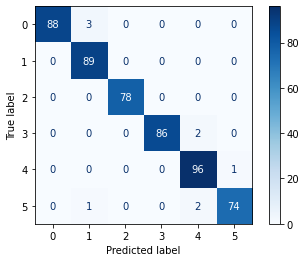 True label
0 88 3 0 0 0 0
1 0 89 0 0 0 0
2 0 0 78 0 0 0
3 0 0 0 86 2 0
4 0 0 0 0 96 1
5 0 1 0 0 2 74
0 1 2 3 4 5
Predicted label
80
60
40
20
0